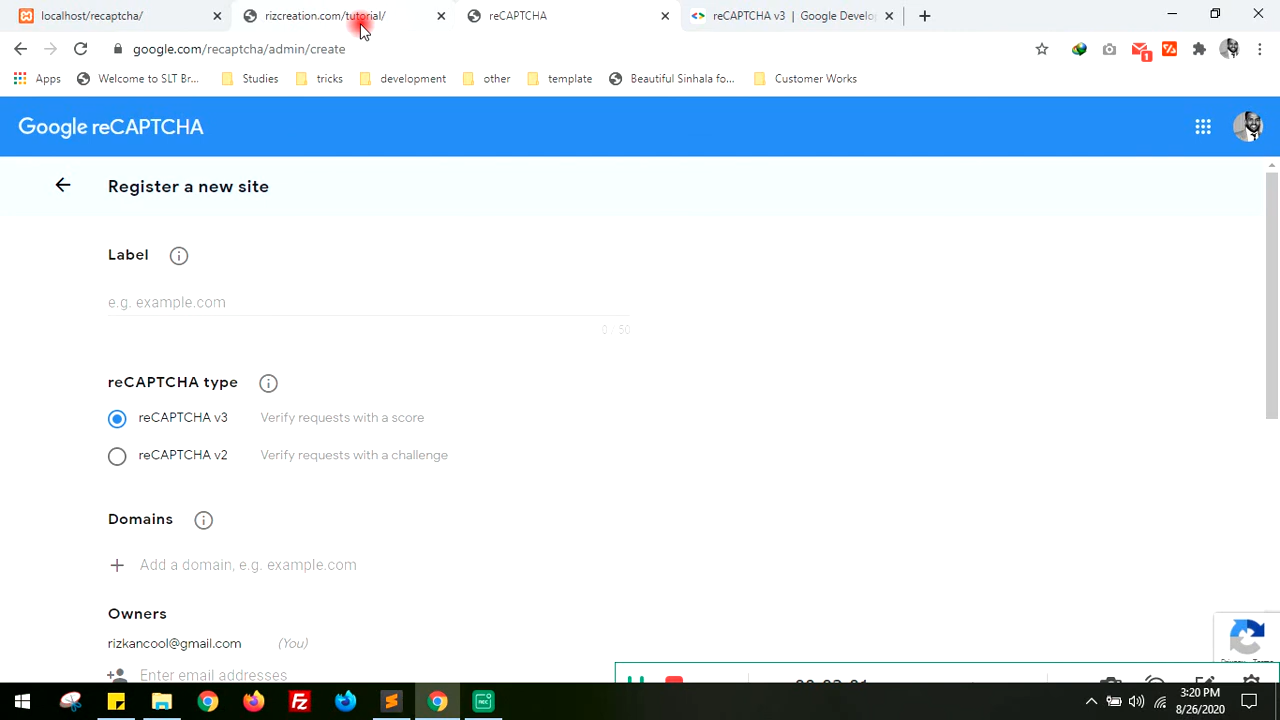 localhost/recaptcha/
rizcreation.com/tutorial/
reCAPTCHA
reCAPTCHA v3 | Google Develo
google.com/recaptcha/admin/create
1
Apps
Welcome to SLT Br...
Studies
tricks
development
other
template
Beautiful Sinhala fo...
Customer Works
Google reCAPTCHA
Register a new site
Label
e.g. example.com
0 / 50
reCAPTCHA type
reCAPTCHA v3 Verify requests with a score
reCAPTCHA v2 Verify requests with a challenge
Domains
Add a domain, e.g. example.com
Owners
rizkancool@gmail.com (You)
Enter email addresses
3:20 PM
8/26/2020